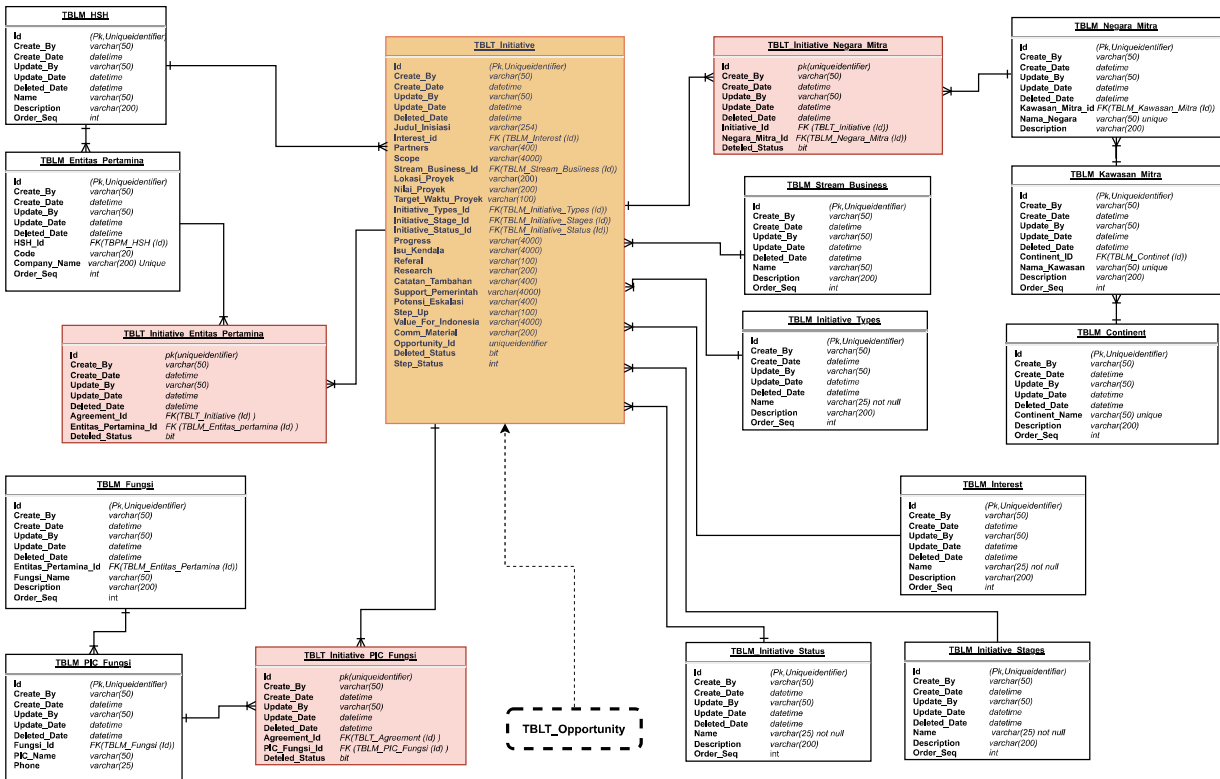 TBLM_HSH
Id (Pk,Uniqueidentifier)
Create_By varchar(50)
Create_Date datetime
Update_By varchar(50)
Update_Date datetime
Deleted_Date datetime
Name varchar(50)
Description varchar(200)
Order_Seq int
TBLM_Entitas_Pertamina
Id (Pk,Uniqueidentifier)
Create_By varchar(50)
Create_Date datetime
Update_By varchar(50)
Update_Date datetime
Deleted_Date datetime
HSH_Id FK(TBPM_HSH (Id)
Code varchar(20)
Company_Name varchar(200) Unique
Order_Seq int
TBLT_Initiative_Entitas_Pertamina
Id pk(uniqueidentifier)
Create_By varchar(50)
Create_Date datetime
Update_By varchar(50)
Update_Date datetime
Deleted_Date datetime
Agreement_Id FK(TBLT_Initiative (Id) )
Entitas_Pertamina_Id FK (TBLM_Entitas_pertamina (Id) )
Deteled_Status bit
TBLM_Fungsi
Id (Pk,Uniqueidentifier)
Create_By varchar(50)
Create_Date datetime
Update_By varchar(50)
Update_Date datetime
Deleted_Date datetime
Entitas_Pertamina_Id FK(TBLM_Entitas_Pertamina (Id))
Fungsi_Name varchar(50)
Description varchar(200)
Order_Seq int
TBLM_PIC_Fungsi
Id (Pk,Uniqueidentifier)
Create_By varchar(50)
Create_Date datetime
Update_By varchar(50)
Update_Date datetime
Deleted_Date datetime
Fungsi_Id FK(TBLM_Fungsi (Id))
PIC_Name varchar(50)
Phone varchar(25)
TBLT_Initiative_PIC_Fungsi
Id pk(uniqueidentifier)
Create_By varchar(50)
Create_Date datetime
Update_By varchar(50)
Update_Date datetime
Deleted_Date datetime
Agreement_Id FK(TBLT_Agreement (Id) )
PIC_Fungsi_Id FK (TBLM_PIC_Fungsi (Id) )
Deteled_Status bit
TBLT_Initiative
Id (Pk,Uniqueidentifier)
Create_By varchar(50)
Create_Date datetime
Update_By varchar(50)
Update_Date datetime
Deleted_Date datetime
Judul_Inisiasi varchar(254)
Interest_id FK (TBLM_Interest (Id)
Partners varchar(400)
Scope varchar(4000)
Stream_Business_Id FK(TBLM_Stream_Busiiness (Id)
Lokasi_Proyek varchar(200)
Nilai_Proyek varchar(200)
Target_Waktu_Proyek varchar(100)
Initiative_Types_Id FK(TBLM_Initiative_Types (Id))
Initiative_Stage_Id FK(TBLM_Initiative_Stages (Id))
Initiative_Status_Id FK(TBLM_Initiative_Status (Id))
Progress varchar(4000)
Isu_Kendala varchar(4000)
Referal varchar(100)
Research varchar(200)
Catatan_Tambahan varchar(400)
Support_Pemerintah varchar(4000)
Potensi_Eskalasi varchar(400)
Step_Up varchar(100)
Value_For_Indonesia varchar(4000)
Comm_Material varchar(200)
Opportunity_Id uniqueidentifier
Deleted_Status bit
Step_Status int
TBLT_Opportunity
TBLT_Initiative_Negara_Mitra
Id pk(uniqueidentifier)
Create_By varchar(50)
Create_Date datetime
Update_By varchar(50)
Update_Date datetime
Deleted_Date datetime
Initiative_Id FK (TBLT_Initiative (Id))
Negara_Mitra_Id FK(TBLM_Negara_Mitra (Id))
Deteled_Status bit
TBLM_Stream_Business
Id (Pk,Uniqueidentifier)
Create_By varchar(50)
Create_Date datetime
Update_By varchar(50)
Update_Date datetime
Deleted_Date datetime
Name varchar(50)
Description varchar(200)
Order_Seq int
TBLM_Initiative_Types
Id (Pk,Uniqueidentifier)
Create_By varchar(50)
Create_Date datetime
Update_By varchar(50)
Update_Date datetime
Deleted_Date datetime
Name varchar(25) not null
Description varchar(200)
Order_Seq int
TBLM_Negara_Mitra
Id (Pk,Uniqueidentifier)
Create_By varchar(50)
Create_Date datetime
Update_By varchar(50)
Update_Date datetime
Deleted_Date datetime
Kawasan_Mitra_id FK(TBLM_Kawasan_Mitra (Id)
Nama_Negara varchar(50) unique
Description varchar(200)
TBLM_Kawasan_Mitra
Id (Pk,Uniqueidentifier)
Create_By varchar(50)
Create_Date datetime
Update_By varchar(50)
Update_Date datetime
Deleted_Date datetime
Continent_ID FK(TBLM_Continet (Id)
Nama_Kawasan varchar(50) unique
Description varchar(200)
Order_Seq int
TBLM_Continent
Id (Pk,Uniqueidentifier)
Create_By varchar(50)
Create_Date datetime
Update_By varchar(50)
Update_Date datetime
Deleted_Date datetime
Continent_Name varchar(50) unique
Description varchar(200)
Order_Seq int
TBLM_Interest
Id (Pk,Uniqueidentifier)
Create_By varchar(50)
Create_Date datetime
Update_By varchar(50)
Update_Date datetime
Deleted_Date datetime
Name varchar(25) not null
Description varchar(200)
Order_Seq int
TBLM_Initiative_Status
Id (Pk,Uniqueidentifier)
Create_By varchar(50)
Create_Date datetime
Update_By varchar(50)
Update_Date datetime
Deleted_Date datetime
Name varchar(25) not null
Description varchar(200)
Order_Seq int
TBLM_Initiative_Stages
Id (Pk,Uniqueidentifier)
Create_By varchar(50)
Create_Date datetime
Update_By varchar(50)
Update_Date datetime
Deleted_Date datetime
Name varchar(25) not null
Description varchar(200)
Order_Seq int